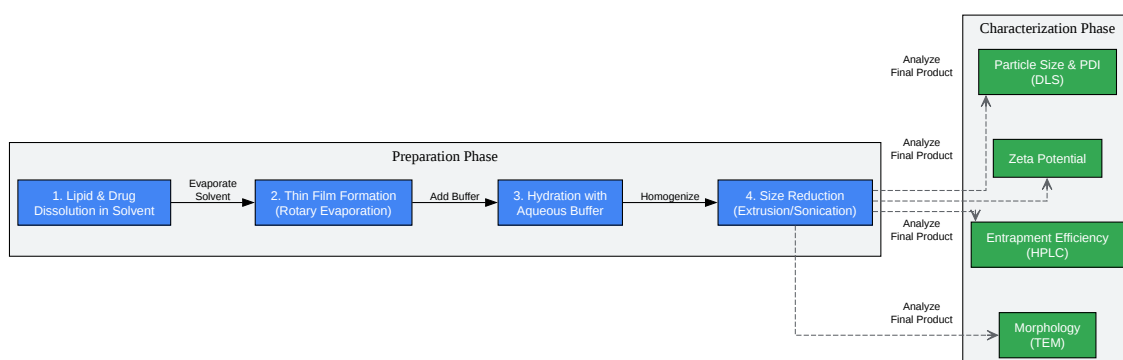 Characterization Phase
Analyze
Final Product
Particle Size & PDI
(DLS)
Analyze
Final Product
Zeta Potential
Preparation Phase
1. Lipid & Drug
Dissolution in Solvent
Evaporate
Solvent
2. Thin Film Formation
(Rotary Evaporation)
Add Buffer
3. Hydration with
Aqueous Buffer
Homogenize
4. Size Reduction
(Extrusion/Sonication)
Analyze
Final Product
Entrapment Efficiency
(HPLC)
Analyze
Final Product
Morphology
(TEM)